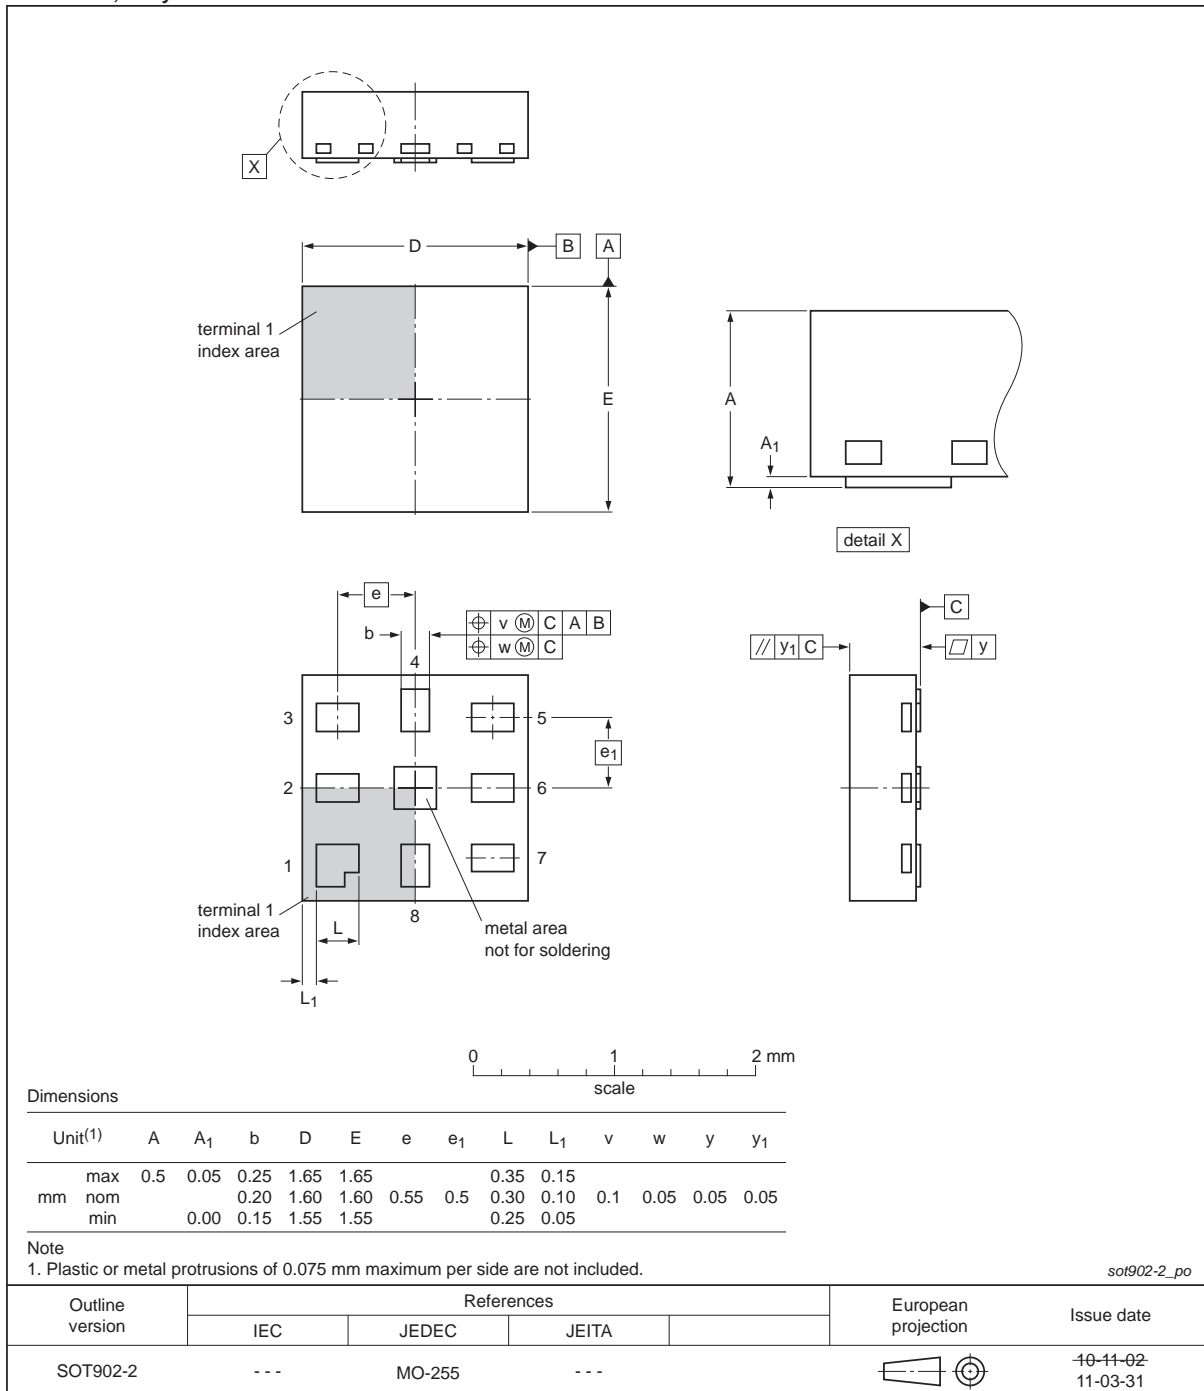 X
D
B
A
terminal 1
index area
E
A
A1
detail X
e
b
v M C A B
w M C
4
3
5
e1
2
6
1
7
terminal 1
index area
L
8
metal area
not for soldering
L1
C
// y1 C
y
0 1 2 mm
scale
Dimensions
Unit(1) A A1 b D E e e1 L L1 v w y y1
max 0.5 0.05 0.25 1.65 1.65 0.35 0.15
mm nom 0.20 1.60 1.60 0.55 0.5 0.30 0.10 0.1 0.05 0.05 0.05
min 0.00 0.15 1.55 1.55 0.25 0.05
Note
1. Plastic or metal protrusions of 0.075 mm maximum per side are not included.
sot902-2_po
Outline
version
References
IEC JEDEC JEITA
European
projection
Issue date
SOT902-2 - - - MO-255 - - -
10-11-02
11-03-31